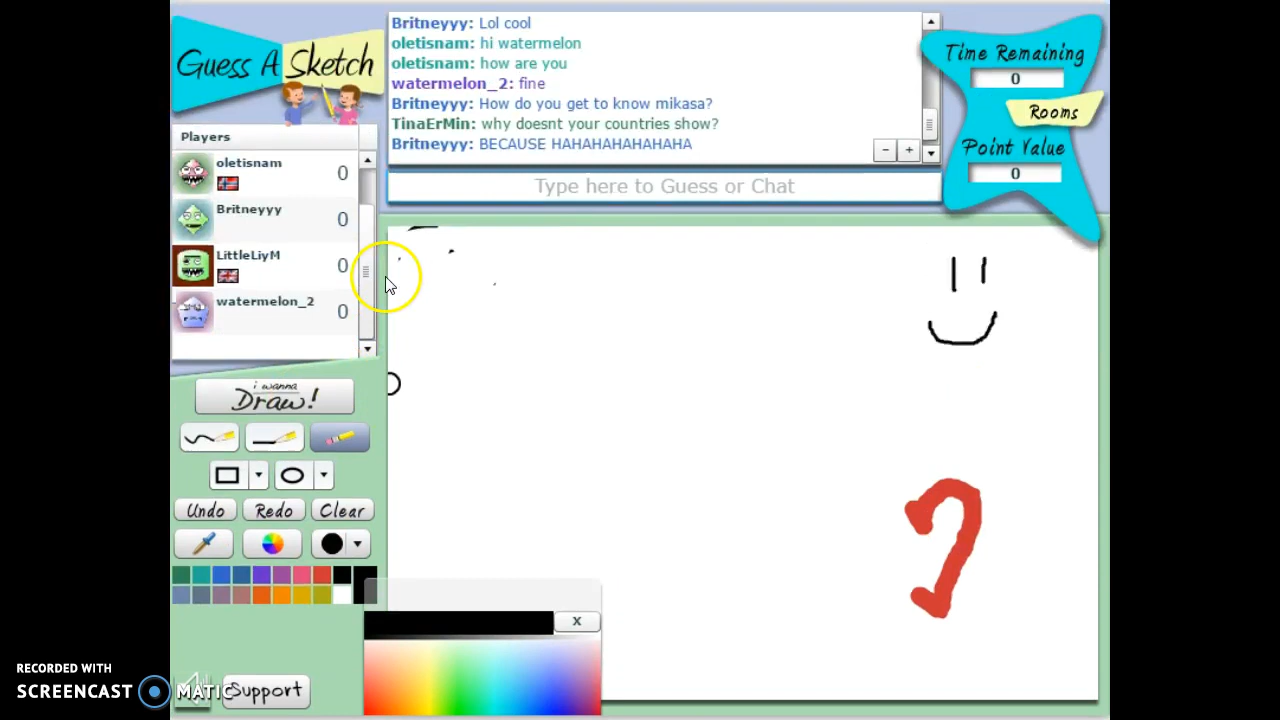 Guess A Sketch
Britneyyy: Lol cool
oletisnam: hi watermelon
oletisnam: how are you
watermelon_2: fine
Britneyyy: How do you get to know mikasa?
TinaErMin: why doesnt your countries show?
Britneyyy: BECAUSE HAHAHAHAHAHAHA
- +
Type here to Guess or Chat
Time Remaining
0
Rooms
Point Value
0
Players
oletisnam 0
Britneyyy 0
LittleLiyM 0
watermelon_2 0
i wanna
Draw!
Undo Redo Clear
X
Support
RECORDED WITH
SCREENCAST MATIC